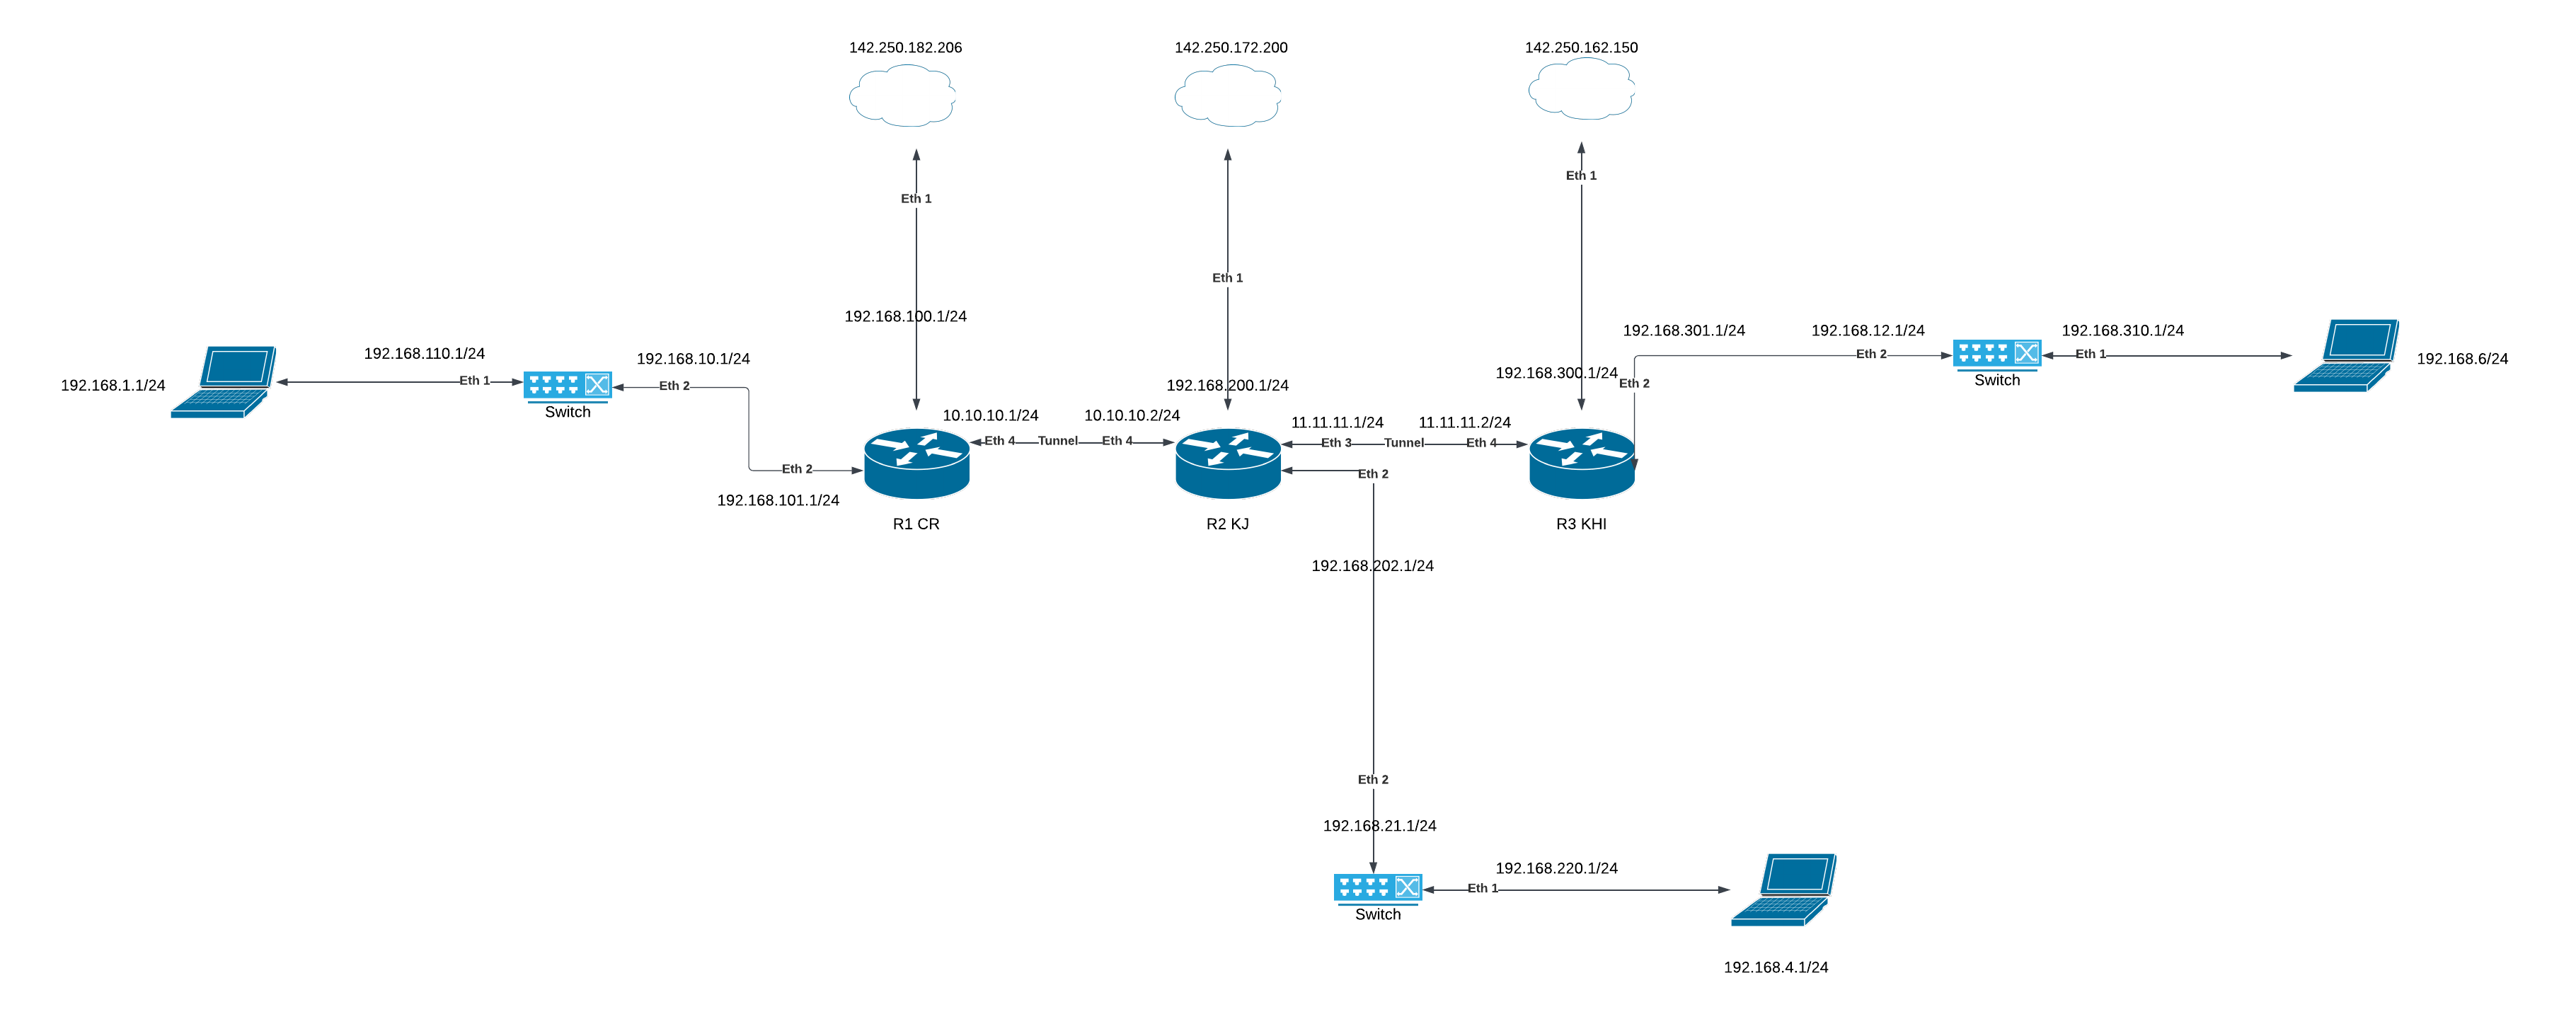 142.250.182.206
142.250.172.200
142.250.162.150
Eth 1
Eth 1
Eth 1
192.168.100.1/24
192.168.200.1/24
192.168.300.1/24
192.168.301.1/24
192.168.12.1/24
192.168.310.1/24
192.168.110.1/24
192.168.10.1/24
192.168.1.1/24
Eth 1
Eth 2
Switch
Eth 2
Eth 2
Eth 1
192.168.6/24
Switch
10.10.10.1/24
10.10.10.2/24
11.11.11.1/24
11.11.11.2/24
Eth 4
Tunnel
Eth 4
Eth 3
Tunnel
Eth 4
Eth 2
Eth 2
192.168.101.1/24
R1 CR
R2 KJ
R3 KHI
192.168.202.1/24
Eth 2
192.168.21.1/24
192.168.220.1/24
Eth 1
Switch
192.168.4.1/24